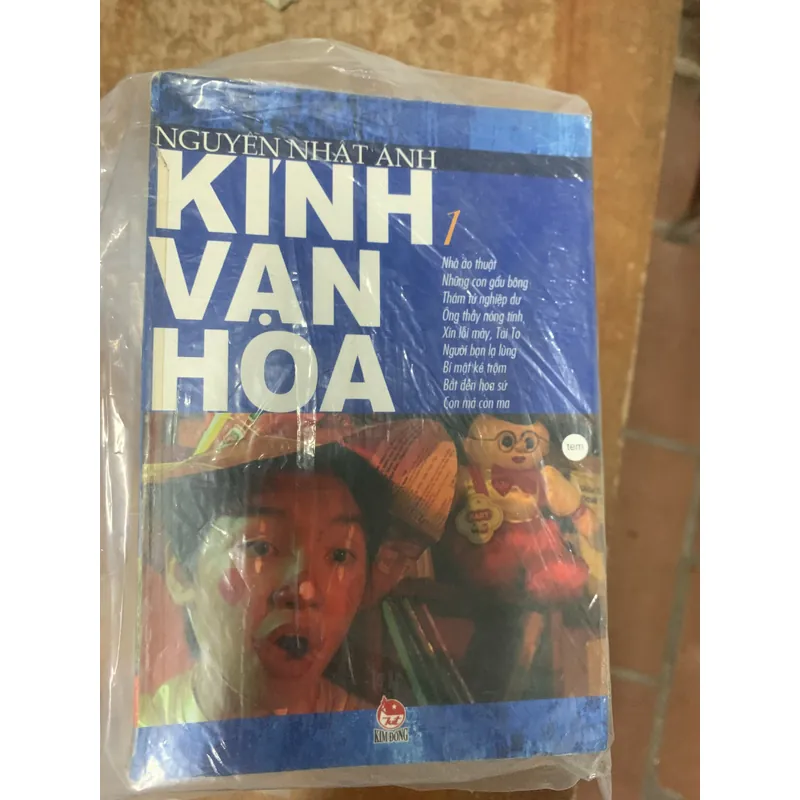 NGUYỄN NHẬT ÁNH
KÍNH
VẠN
HOA
1
Nhà ảo thuật
Những con gấu bông
Thám tử nghiệp dư
Ông thầy nóng tính
Xin lỗi mày, Tai To
Người bạn lạ lùng
Bí mật kẻ trộm
Bắt đền hoa sứ
Con mả con ma
KIM ĐỒNG